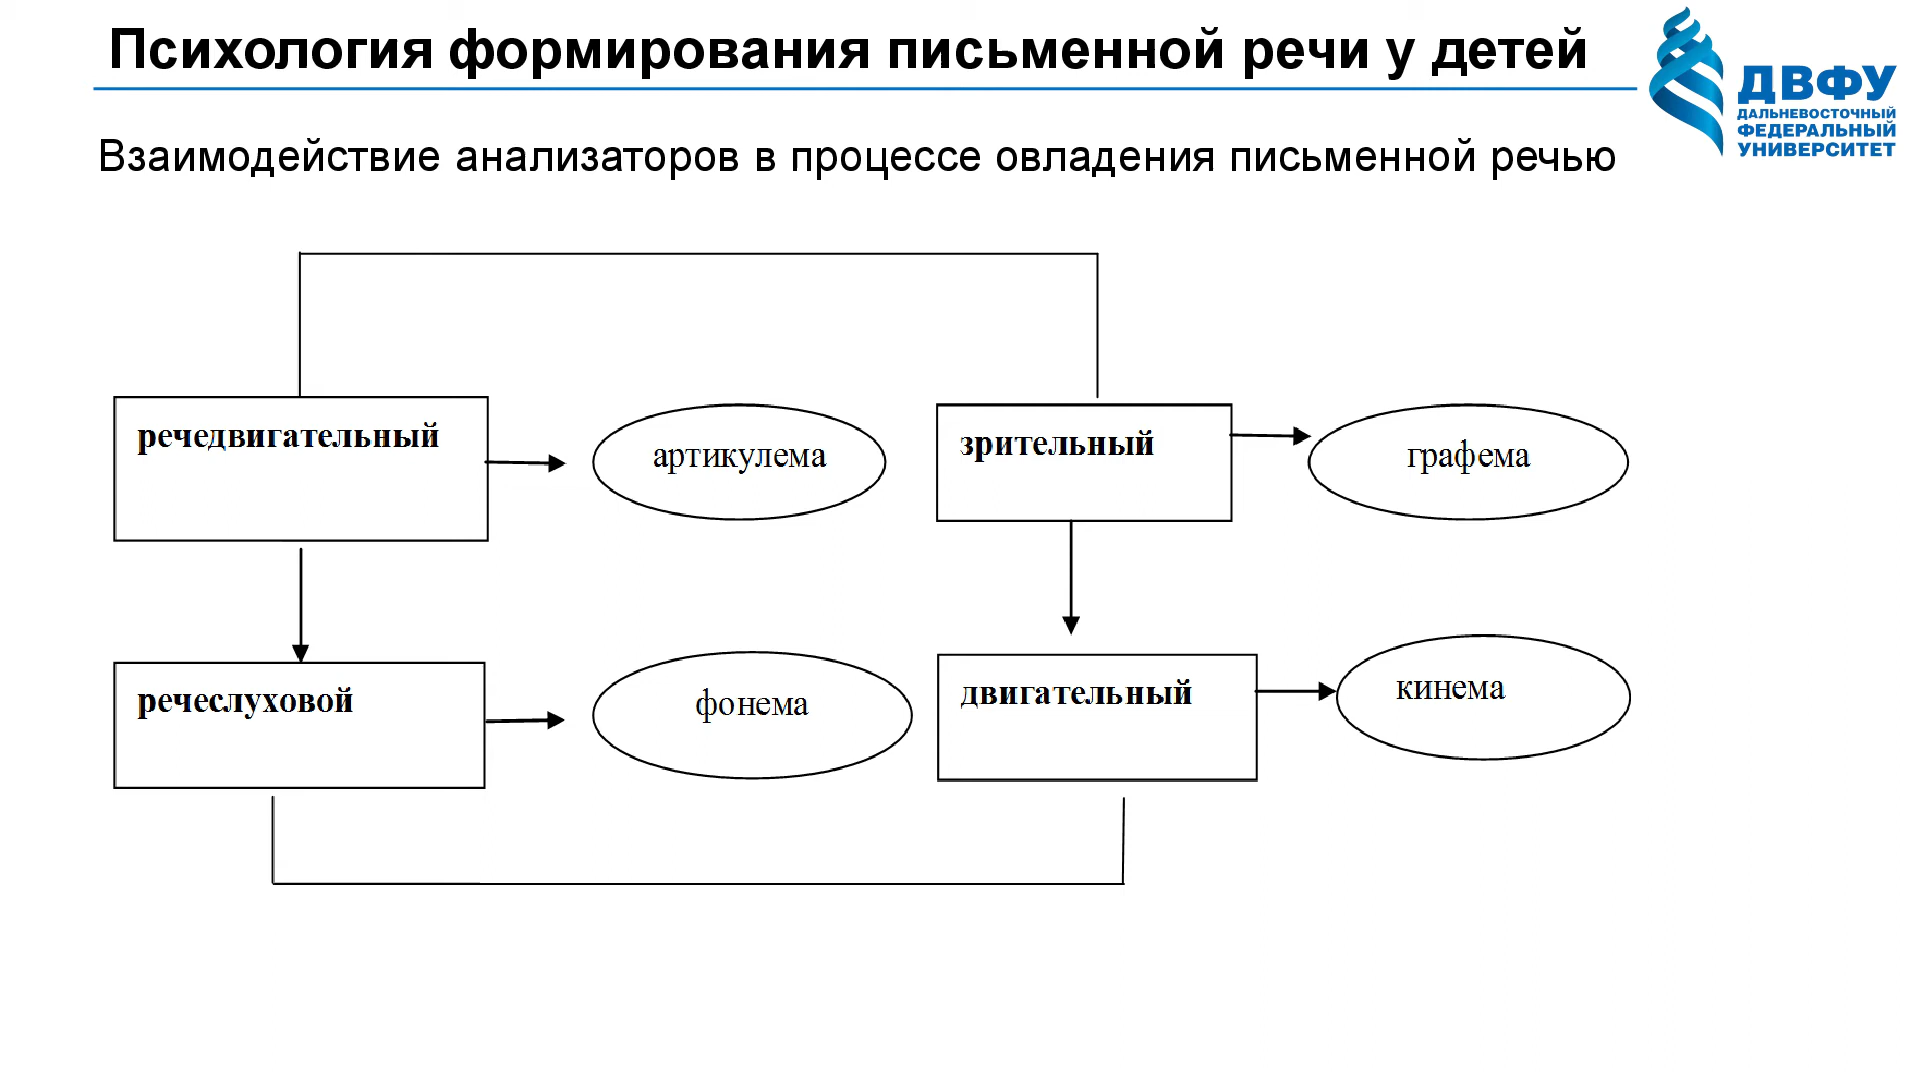 Психология формирования письменной речи у детей
ДВФУ
ДАЛЬНЕВОСТОЧНЫЙ
ФЕДЕРАЛЬНЫЙ
УНИВЕРСИТЕТ
Взаимодействие анализаторов в процессе овладения письменной речью
речедвигательный
артикулема
зрительный
графема
речеслуховой
фонема
двигательный
кинема